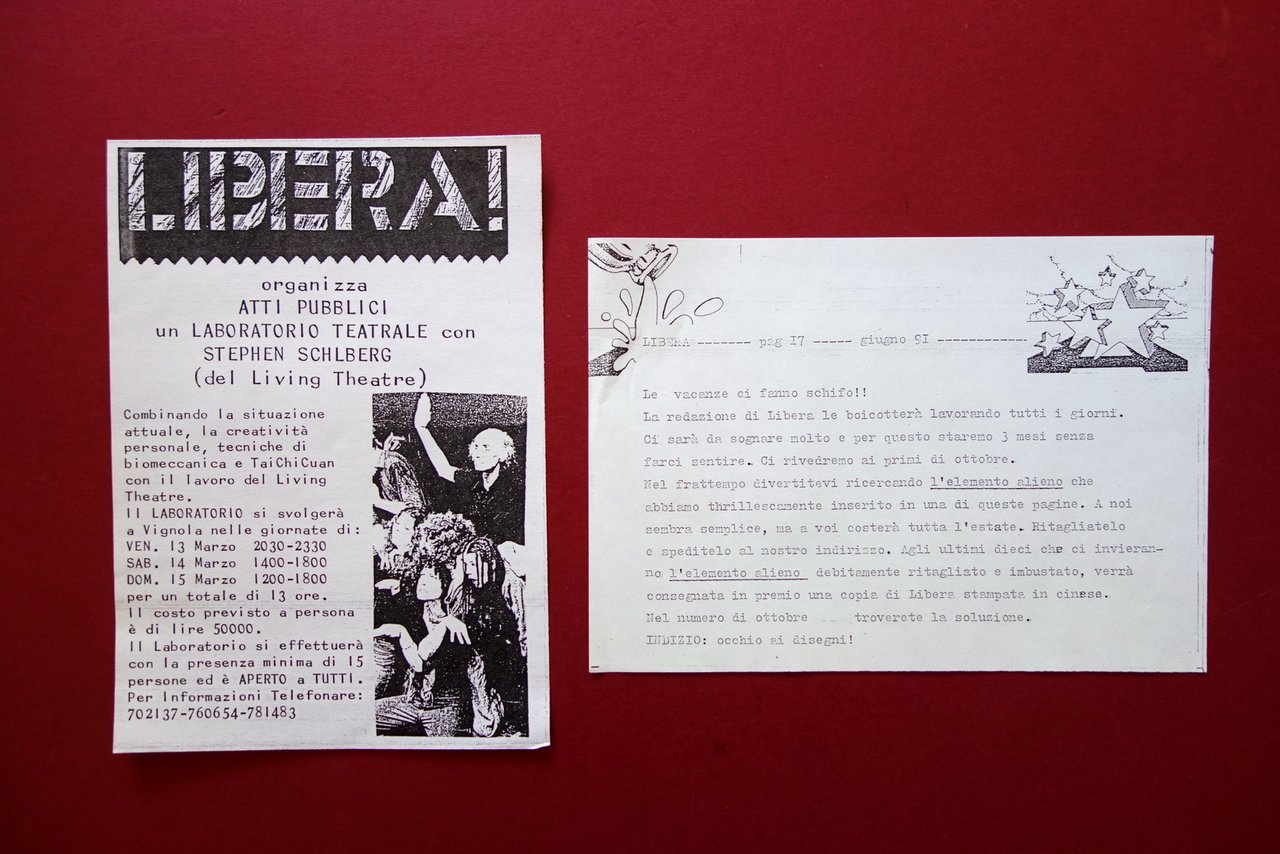 LIBERA!
organizza
ATTI PUBBLICI
un LABORATORIO TEATRALE con
STEPHEN SCHLBERG
(del Living Theatre)
Combinando la situazione
attuale, la creatività
personale, tecniche di
biomeccanica e TaiChiCuan
con il lavoro del Living
Theatre.
Il LABORATORIO si svolgerà
a Vignola nelle giornate di:
VEN. 13 Marzo 2030-2330
SAB. 14 Marzo 1400-1800
DOM. 15 Marzo 1200-1800
per un totale di 13 ore.
Il costo previsto a persona
è di lire 50000.
Il Laboratorio si effettuerà
con la presenza minima di 15
persone ed è APERTO a TUTTI.
Per Informazioni Telefonare:
702137-760654-781483
LIBERA ------- pag I7 ----- giugno 9I ------------
Le vacanze ci fanno schifo!!
La redazione di Libera le boicotterà lavorando tutti i giorni.
Ci sarà da sognare molto e per questo staremo 3 mesi senza
farci sentire. Ci rivedremo ai primi di ottobre.
Nel frattempo divertitevi ricercando l'elemento alieno che
abbiamo thrillescamente inserito in una di queste pagine. A noi
sembra semplice, ma a voi costerà tutta l'estate. Ritagliatelo
e speditelo al nostro indirizzo. Agli ultimi dieci che ci invieran-
no l'elemento alieno debitamente ritagliato e imbustato, verrà
consegnata in premio una copia di Libera stampata in cinese.
Nel numero di ottobre troverete la soluzione.
INDIZIO: occhio ai disegni!